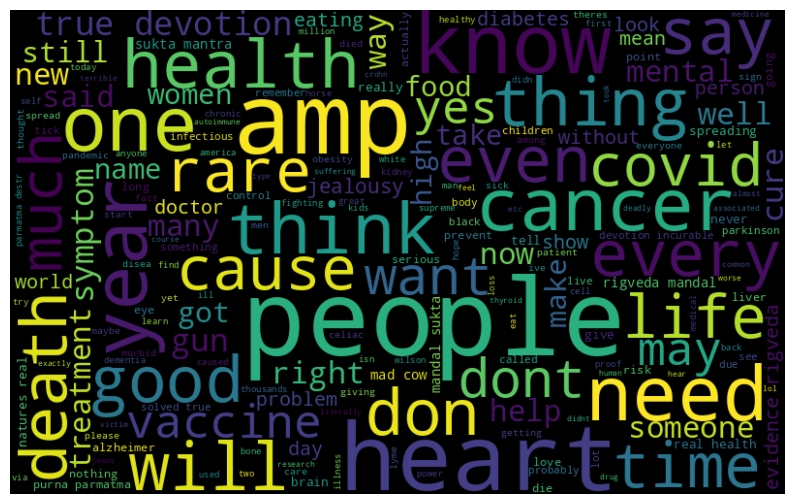 true devotion
eating
way
diabetes
theres
healthy
actually
first
medicine
look
say
sukta mantra
million
died
know
mean
point
sign
going
still
health
new
today
terrible
said
women
remember
horse
crohn
really
food
yes
thing
didn
took
mental
person
well
self
chronic
autoimmune
spread
thought
tick
one
amp
infectious
pandemic
anyone
america
take
without
children
everyone
let
spreading
among
much
name
rare
obesity
suffering
white
kidney
type
high
even
covid
cure
long
fact
start
doctor
jealousy
control
fighting
great
man
feel
sick
body
almost
associated
parmatma destr
year
symptom
many
something
men
kids
supreme
etc
deadly
never
think
black
cancer
devotion incurable
parkinson
course
now
prevent
tell
show
hope
patient
common
worse
world
disea
find
cause
want
serious
ive
live
cell
every
try
yet
ill
loss
make
rigveda mandal
death
treatment
eye
got
thyroid
eat
mandal sukta
liver
medical
maybe
learn
gun
celiac
isn
wilson
people
give
life
back
evidence rigveda
natures real
exactly
morbid
dementia
caused
right
called
proof
see
human
hear
risk
due
may
good
thousands
giving
mad cow
dont
need
solved true
problem
literally
don
help
lol
didnt
victim
please
vaccine
day
getting
someone
alzheimer
bone
research
love
probably
lot
real health
nothing
via
used
two
care
illness
lyme
power
drug
purna parmatma
will
brain
heart
die
time